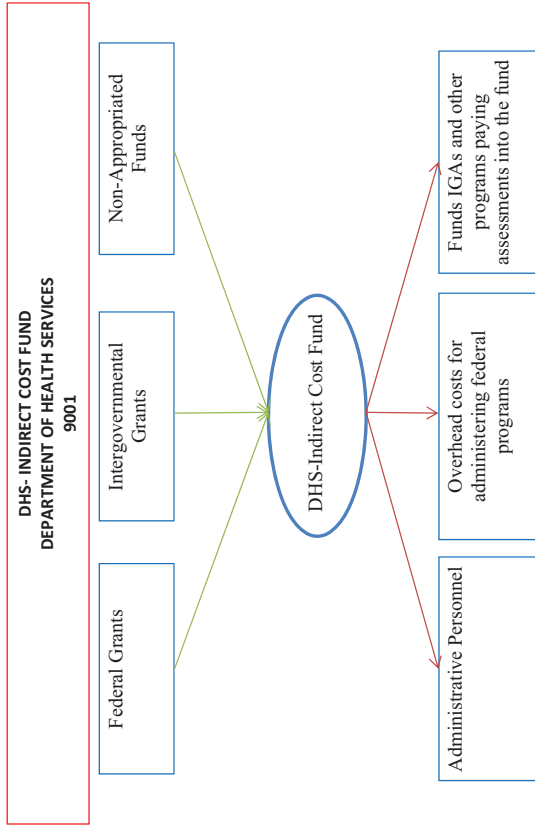 DHS- INDIRECT COST FUND
DEPARTMENT OF HEALTH SERVICES
9001
Federal Grants
Intergovernmental
Grants
Non-Appropriated
Funds
DHS-Indirect Cost Fund
Administrative Personnel
Overhead costs for
administering federal
programs
Funds IGAs and other
programs paying
assessments into the fund